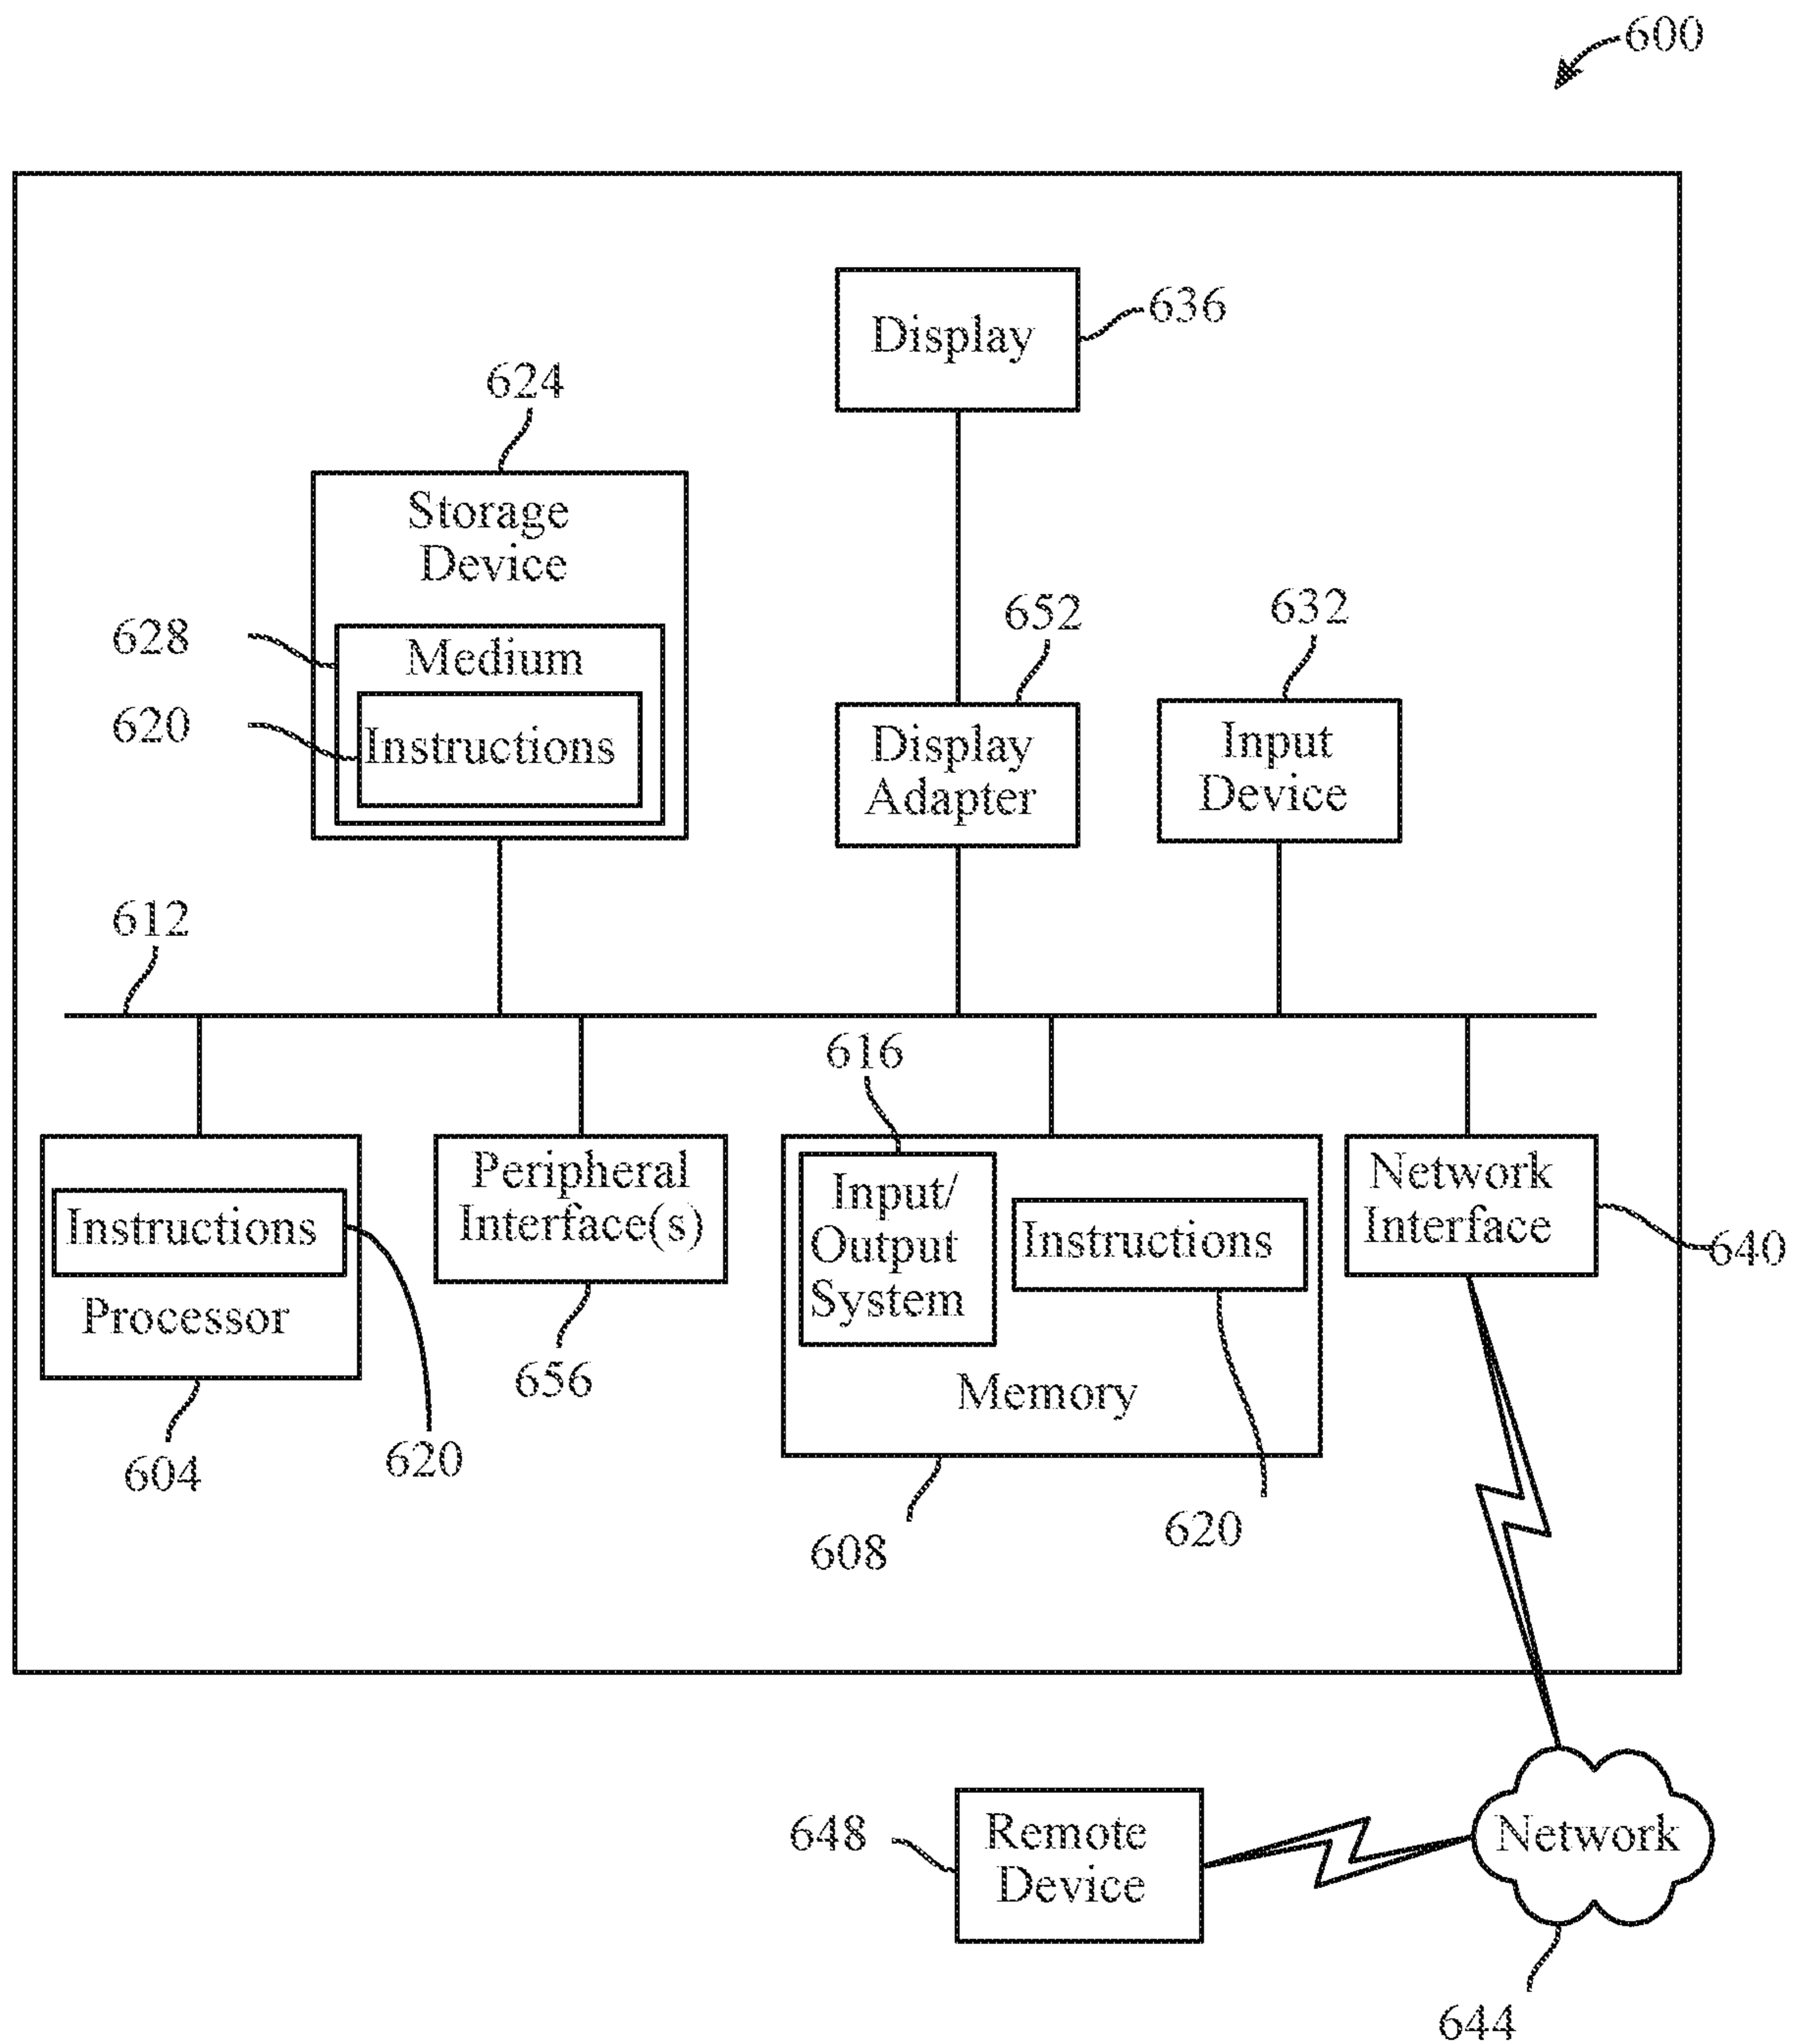 600
Display
636
624
Storage
Device
628
Medium
620
Instructions
652
Display
Adapter
632
Input
Device
612
616
Instructions
Processor
604
620
Peripheral
Interface(s)
656
Input/
Output
System
Instructions
Memory
608
620
Network
Interface
640
648
Remote
Device
Network
644